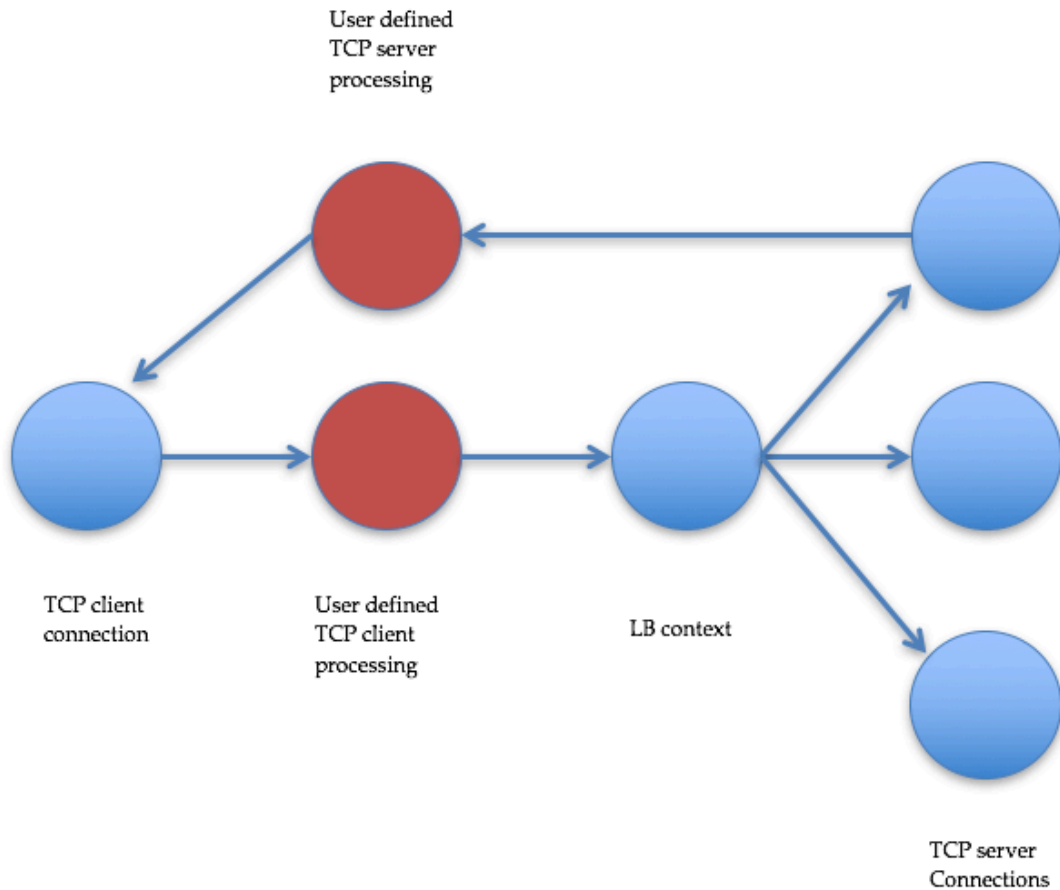 User defined
TCP server
processing
TCP client
connection
User defined
TCP client
processing
LB context
TCP server
Connections